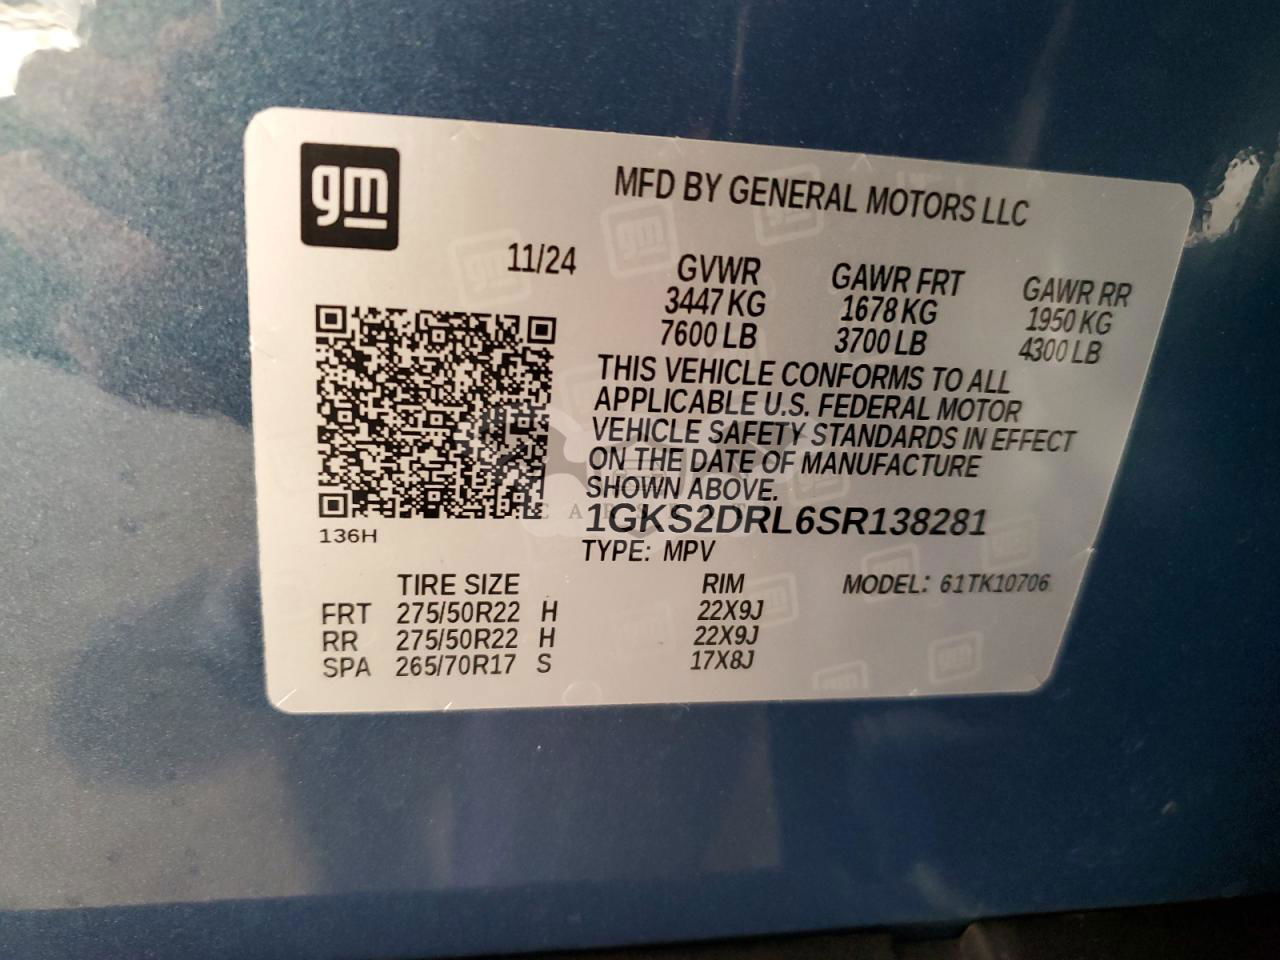 gm
MFD BY GENERAL MOTORS LLC
11/24
GVWR GAWR FRT GAWR RR
3447 KG 1678 KG 1950 KG
7600 LB 3700 LB 4300 LB
THIS VEHICLE CONFORMS TO ALL
APPLICABLE U.S. FEDERAL MOTOR
VEHICLE SAFETY STANDARDS IN EFFECT
ON THE DATE OF MANUFACTURE
SHOWN ABOVE.
1GKS2DRL6SR138281
136H
TYPE: MPV
TIRE SIZE RIM MODEL: 61TK10706
FRT 275/50R22 H 22X9J
RR 275/50R22 H 22X9J
SPA 265/70R17 S 17X8J